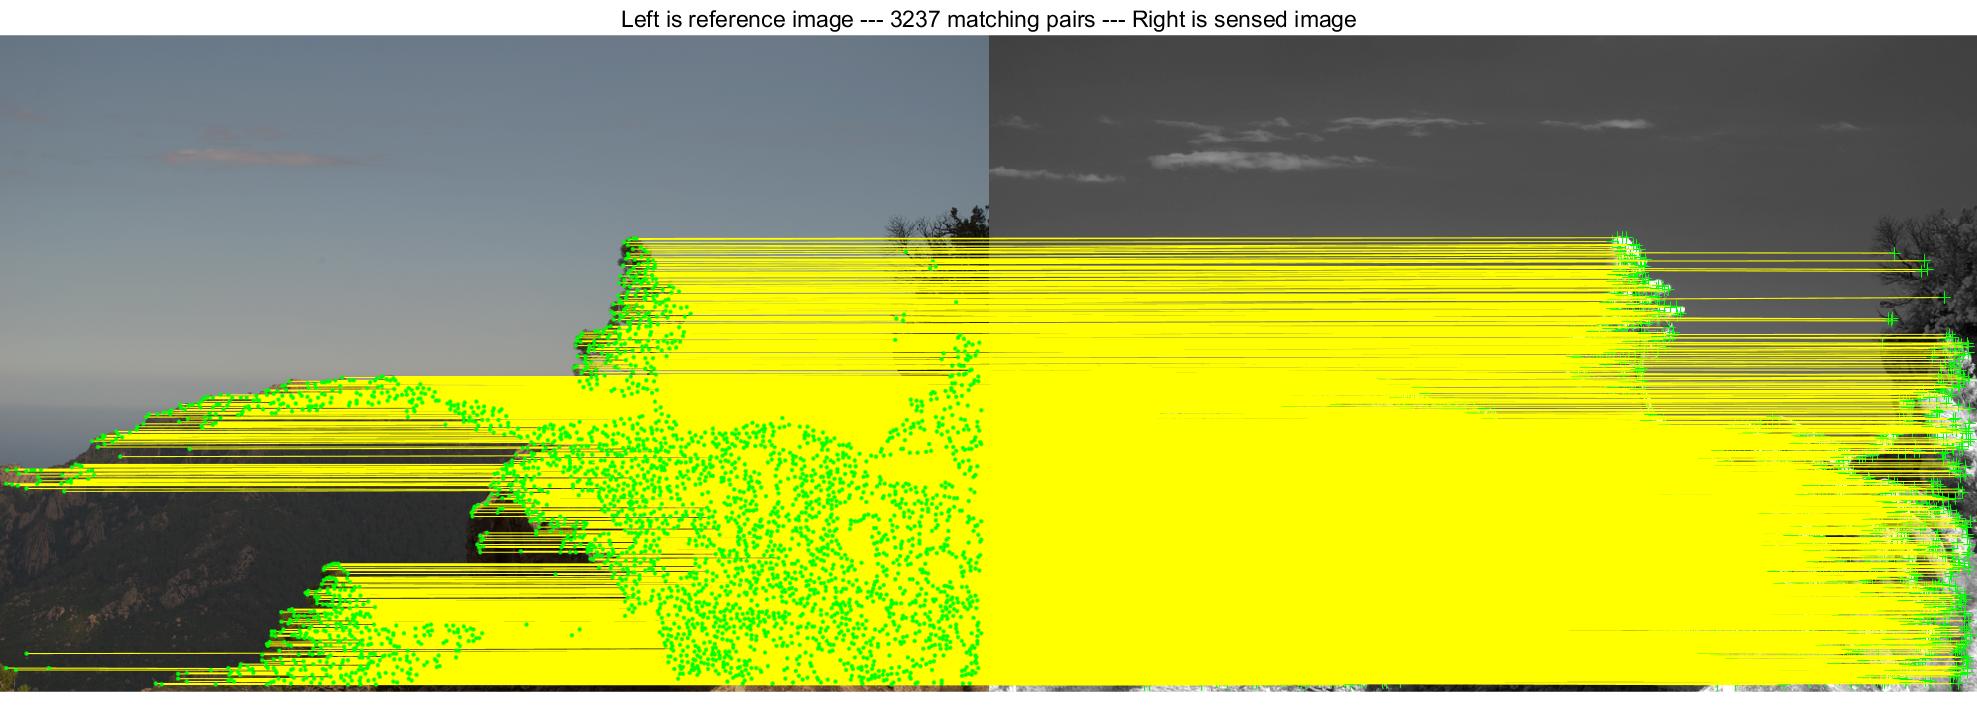 Left is reference image --- 3237 matching pairs --- Right is sensed image